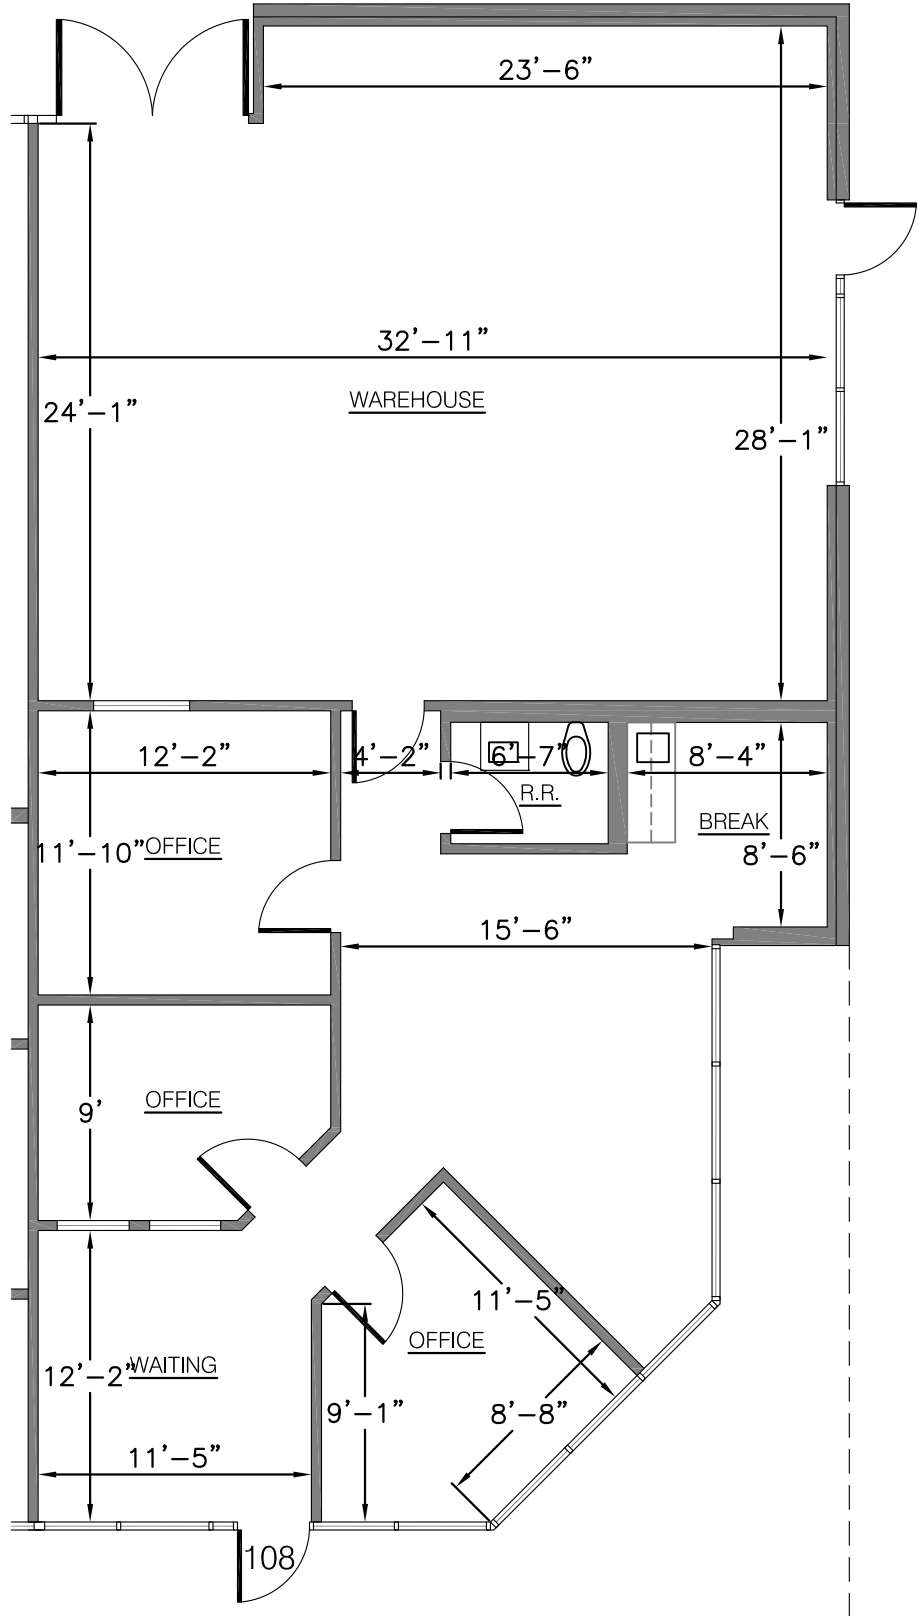 23'-6"
32'-11"
WAREHOUSE
24'-1"
28'-1"
12'-2"
4'-2"
6'-7"
8'-4"
R.R.
BREAK
11'-10"
OFFICE
8'-6"
15'-6"
9'
OFFICE
11'-5"
OFFICE
12'-2"
WAITING
9'-1"
8'-8"
11'-5"
108